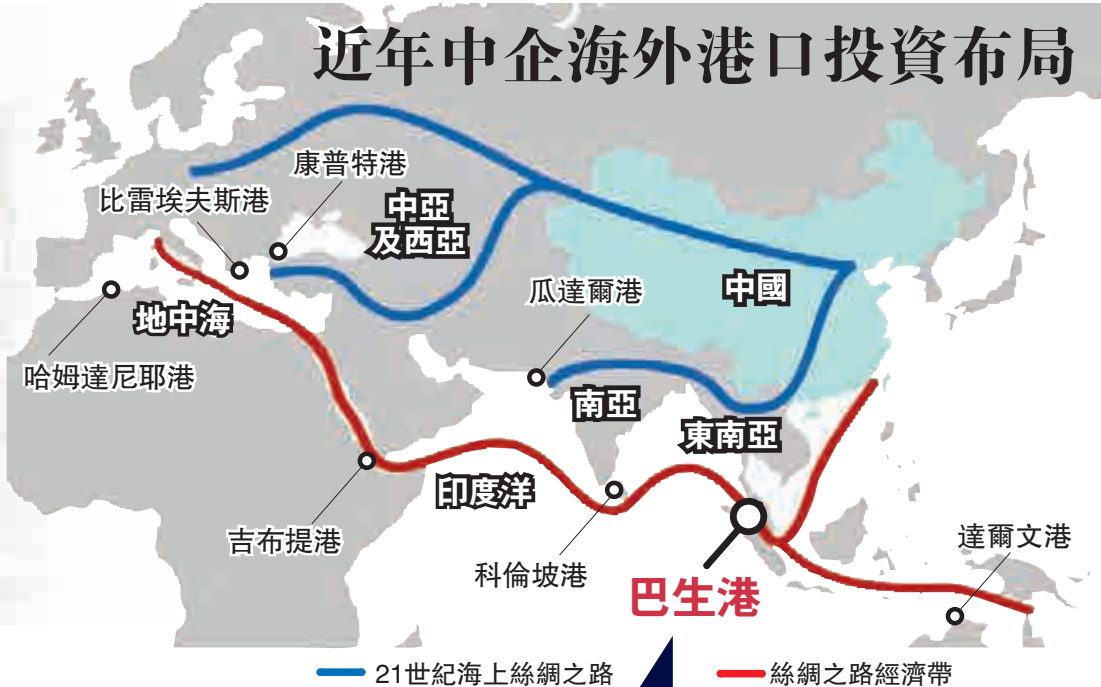 近年中企海外港口投資布局
康普特港
比雷埃夫斯港
中亞
及西亞
瓜達爾港
中國
地中海
哈姆達尼耶港
南亞
東南亞
印度洋
吉布提港
科倫坡港
達爾文港
巴生港
21世紀海上絲綢之路
絲綢之路經濟帶